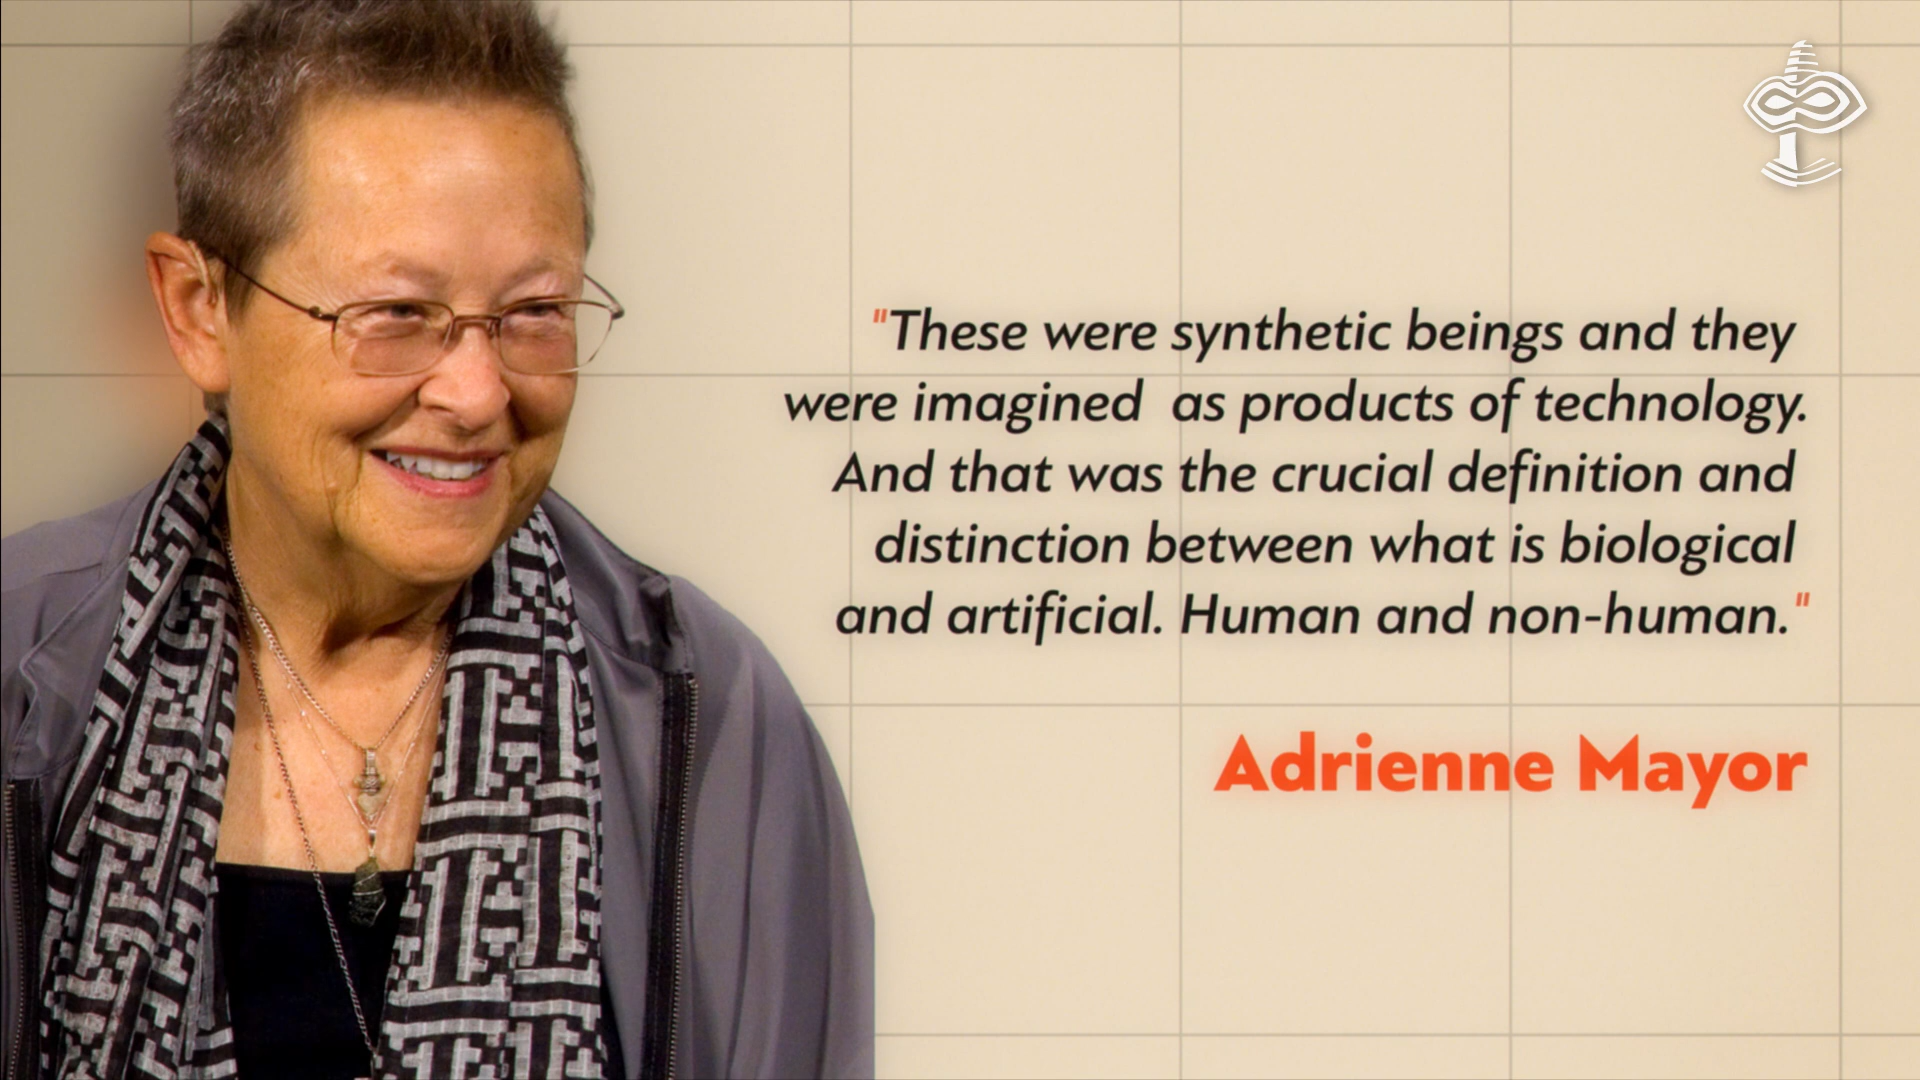 "These were synthetic beings and they
were imagined  as products of technology.
And that was the crucial definition and
distinction between what is biological
and artificial. Human and non-human."
Adrienne Mayor